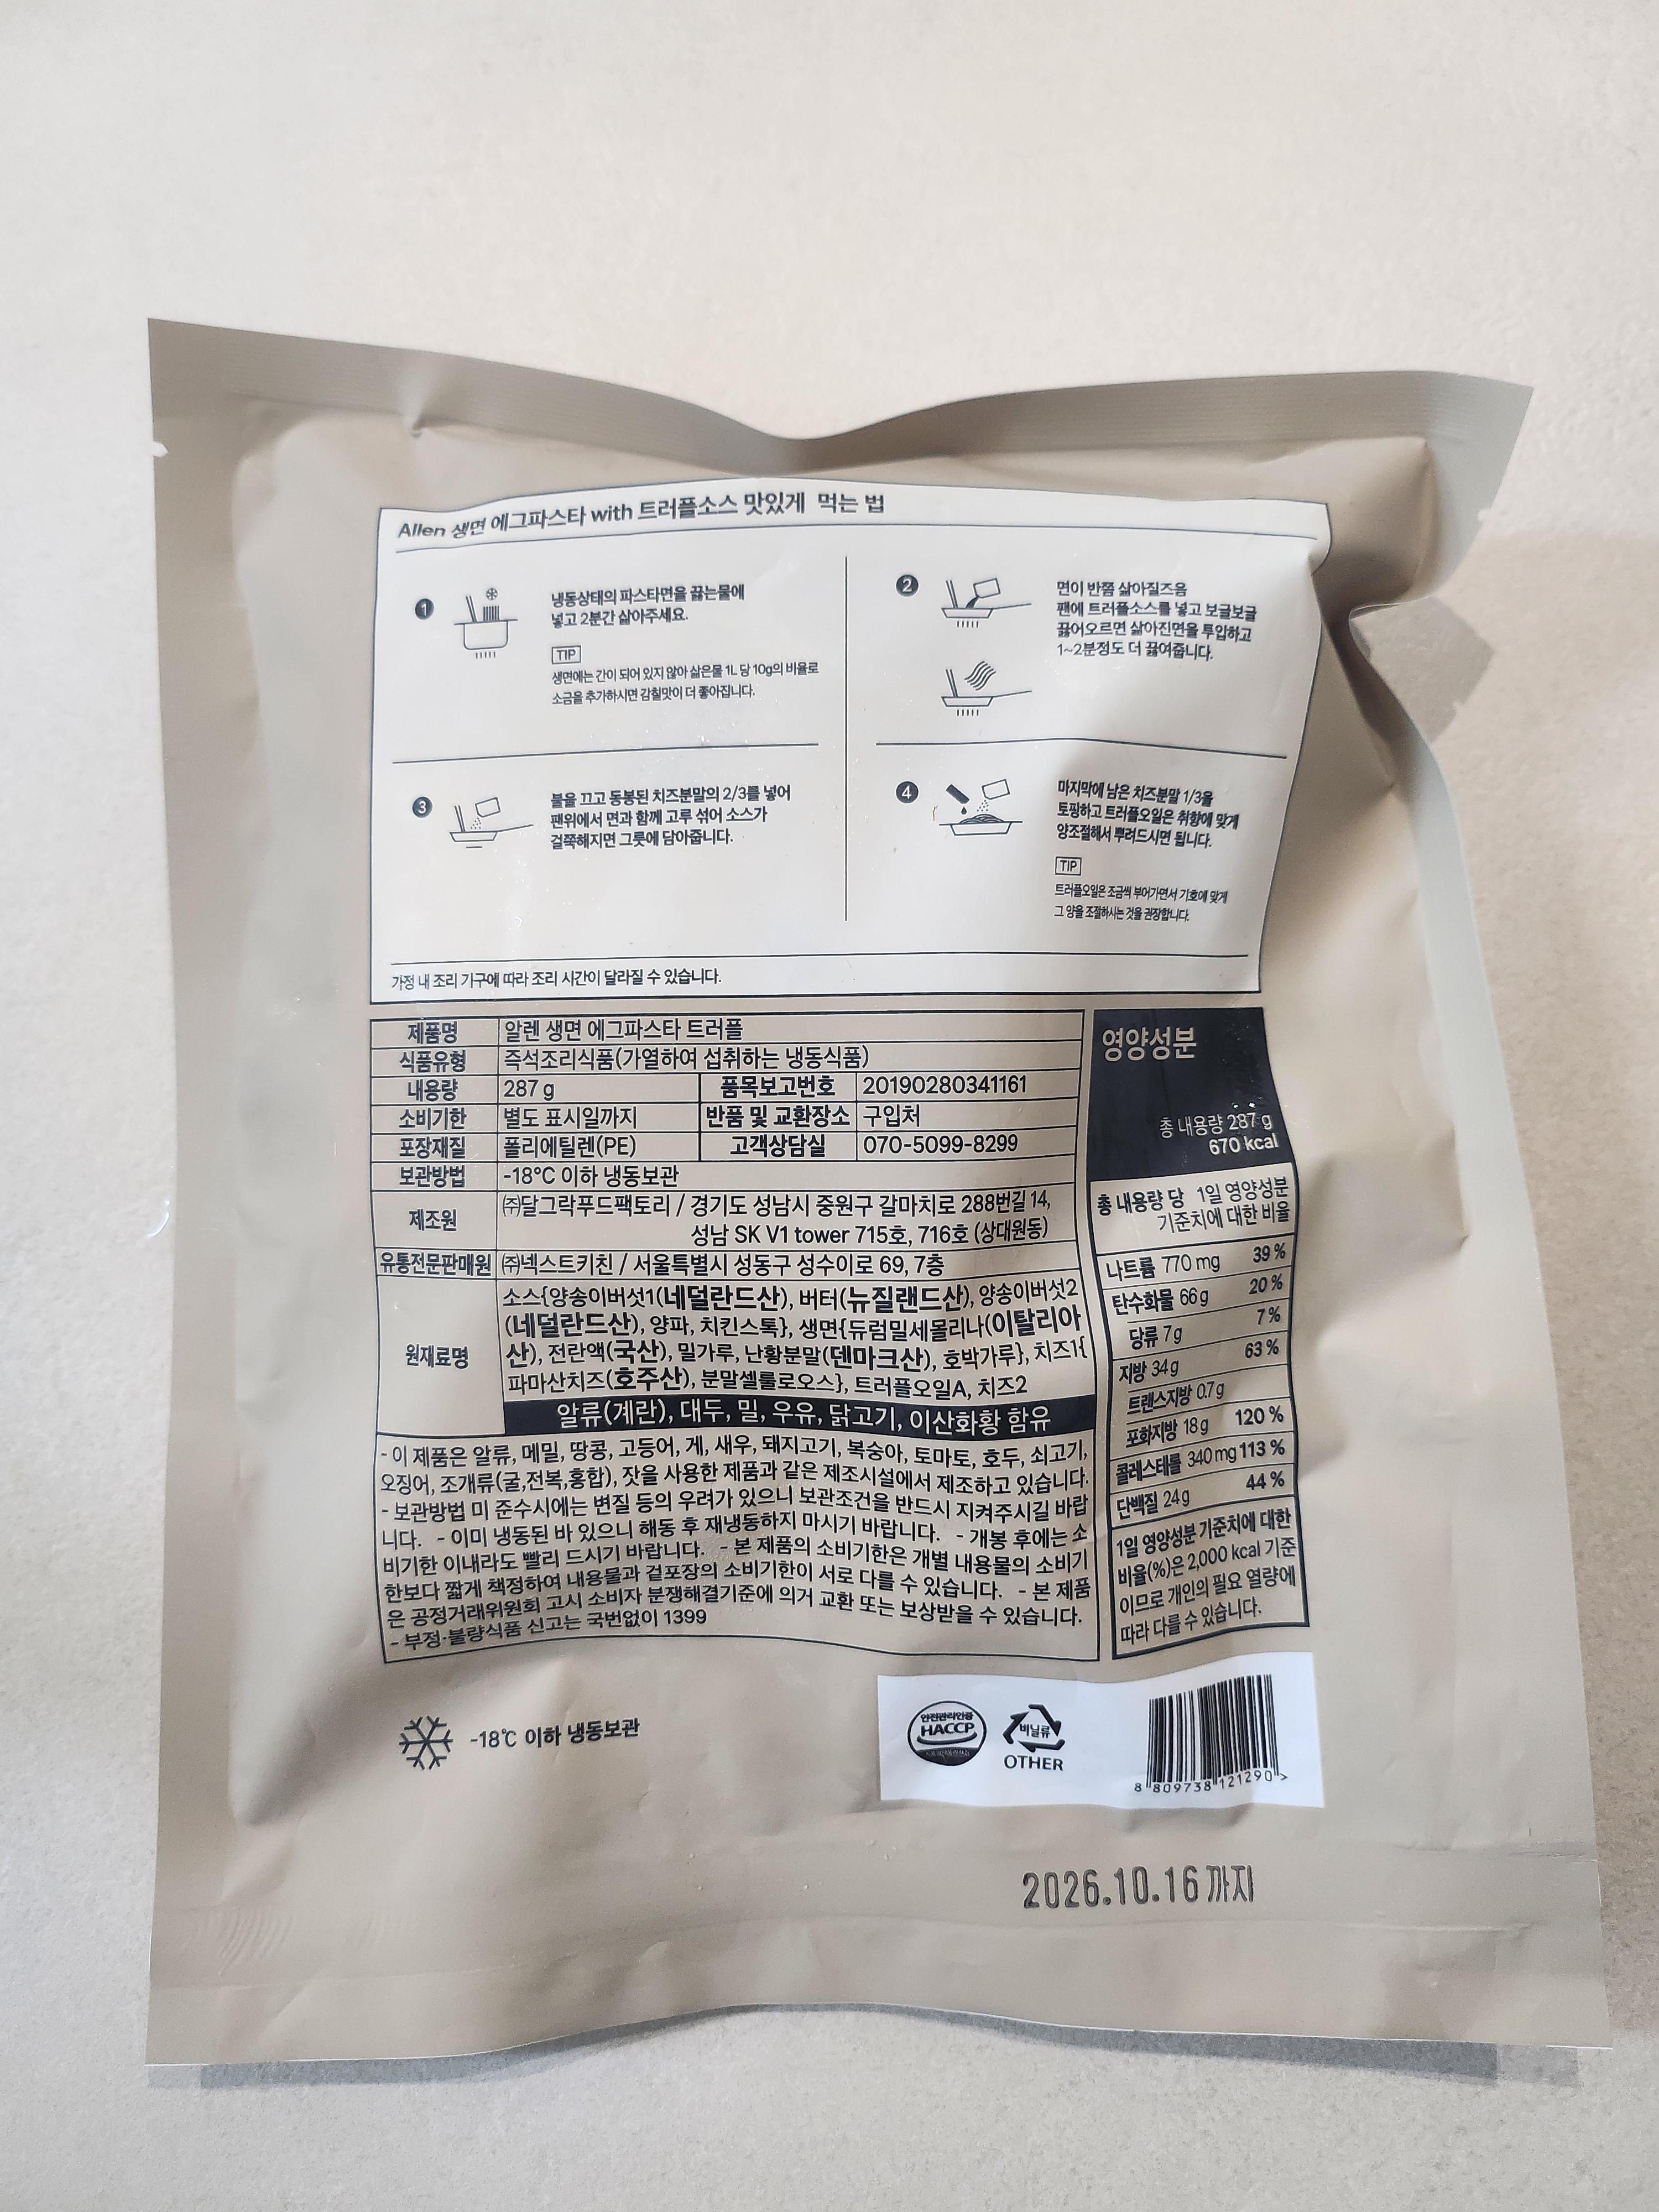 Allen 생면 에그파스타 with 트러플소스 맛있게 먹는 법
1
냉동상태의 파스타면을 끓는물에
넣고 2분간 삶아주세요.
TIP
생면에는 간이 되어 있지 않아 삶은물 1L 당 10g의 비율로
소금을 추가하시면 감칠맛이 더 좋아집니다.
2
면이 반쯤 삶아질즈음
팬에 트러플소스를 넣고 보글보글
끓어오르면 삶아진면을 투입하고
1~2분정도 더 끓여줍니다.
3
불을 끄고 동봉된 치즈분말의 2/3를 넣어
팬위에서 면과 함께 고루 섞어 소스가
걸쭉해지면 그릇에 담아줍니다.
4
마지막에 남은 치즈분말 1/3을
토핑하고 트러플오일은 취향에 맞게
양조절해서 뿌려드시면 됩니다.
TIP
트러플오일은 조금씩 부어가면서 기호에 맞게
그 양을 조절하시는 것을 권장합니다.
가정 내 조리 기구에 따라 조리 시간이 달라질 수 있습니다.
제품명 알렌 생면 에그파스타 트러플
식품유형 즉석조리식품(가열하여 섭취하는 냉동식품)
내용량 287 g 품목보고번호 20190280341161
소비기한 별도 표시일까지 반품 및 교환장소 구입처
포장재질 폴리에틸렌(PE) 고객상담실 070-5099-8299
보관방법 -18℃ 이하 냉동보관
제조원 ㈜달그락푸드팩토리 / 경기도 성남시 중원구 갈마치로 288번길 14,
성남 SK V1 tower 715호, 716호 (상대원동)
유통전문판매원 ㈜넥스트키친 / 서울특별시 성동구 성수이로 69, 7층
원재료명
소스{양송이버섯1(네덜란드산), 버터(뉴질랜드산), 양송이버섯2
(네덜란드산), 양파, 치킨스톡}, 생면{듀럼밀세몰리나(이탈리아
산), 전란액(국산), 밀가루, 난황분말(덴마크산), 호박가루}, 치즈1{
파마산치즈(호주산), 분말셀룰로오스}, 트러플오일A, 치즈2
알류(계란), 대두, 밀, 우유, 닭고기, 이산화황 함유
- 이 제품은 알류, 메밀, 땅콩, 고등어, 게, 새우, 돼지고기, 복숭아, 토마토, 호두, 쇠고기,
오징어, 조개류(굴,전복,홍합), 잣을 사용한 제품과 같은 제조시설에서 제조하고 있습니다.
- 보관방법 미 준수시에는 변질 등의 우려가 있으니 보관조건을 반드시 지켜주시길 바랍
니다. - 이미 냉동된 바 있으니 해동 후 재냉동하지 마시기 바랍니다. - 개봉 후에는 소
비기한 이내라도 빨리 드시기 바랍니다. - 본 제품의 소비기한은 개별 내용물의 소비기
한보다 짧게 책정하여 내용물과 겉포장의 소비기한이 서로 다를 수 있습니다. - 본 제품
은 공정거래위원회 고시 소비자 분쟁해결기준에 의거 교환 또는 보상받을 수 있습니다.
- 부정·불량식품 신고는 국번없이 1399
영양성분
총 내용량 287 g
670 kcal
총 내용량 당 1일 영양성분
기준치에 대한 비율
나트륨 770 mg 39 %
탄수화물 66 g 20 %
당류 7 g 7 %
지방 34 g 63 %
트랜스지방 0.7 g
포화지방 18 g 120 %
콜레스테롤 340 mg 113 %
단백질 24 g 44 %
1일 영양성분 기준치에 대한
비율(%)은 2,000 kcal 기준
이므로 개인의 필요 열량에
따라 다를 수 있습니다.
-18℃ 이하 냉동보관
안전관리인증
HACCP
비닐류
OTHER
8 809738 121290 >
2026.10.16 까지